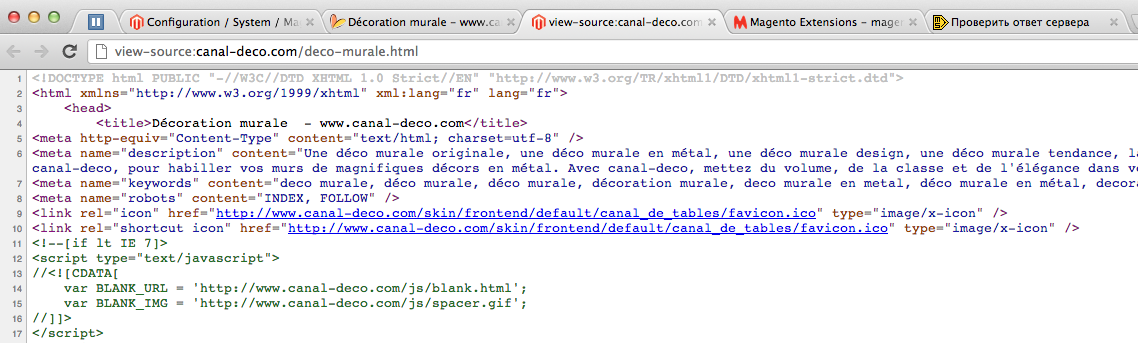 Configuration / System / Ma
Décoration murale – www.ca
view-source:canal-deco.com
Magento Extensions – mage
Проверить ответ сервера
view-source:canal-deco.com/deco-murale.html
1 <!DOCTYPE html PUBLIC "-//W3C//DTD XHTML 1.0 Strict//EN" "http://www.w3.org/TR/xhtml1/DTD/xhtml1-strict.dtd">
2 <html xmlns="http://www.w3.org/1999/xhtml" xml:lang="fr" lang="fr">
3 <head>
4 <title>Décoration murale  - www.canal-deco.com</title>
5 <meta http-equiv="Content-Type" content="text/html; charset=utf-8" />
6 <meta name="description" content="Une déco murale originale, une déco murale en métal, une déco murale design, une déco murale tendance, la
canal-deco, pour habiller vos murs de magnifiques décors en métal. Avec canal-deco, mettez du volume, de la classe et de l'élégance dans vo
7 <meta name="keywords" content="deco murale, déco murale, déco murale, décoration murale, deco murale en metal, déco murale en métal, decora
8 <meta name="robots" content="INDEX, FOLLOW" />
9 <link rel="icon" href="http://www.canal-deco.com/skin/frontend/default/canal_de_tables/favicon.ico" type="image/x-icon" />
10 <link rel="shortcut icon" href="http://www.canal-deco.com/skin/frontend/default/canal_de_tables/favicon.ico" type="image/x-icon" />
11 <!--[if lt IE 7]>
12 <script type="text/javascript">
13 //<![CDATA[
14 var BLANK_URL = 'http://www.canal-deco.com/js/blank.html';
15 var BLANK_IMG = 'http://www.canal-deco.com/js/spacer.gif';
16 //]]>
17 </script>